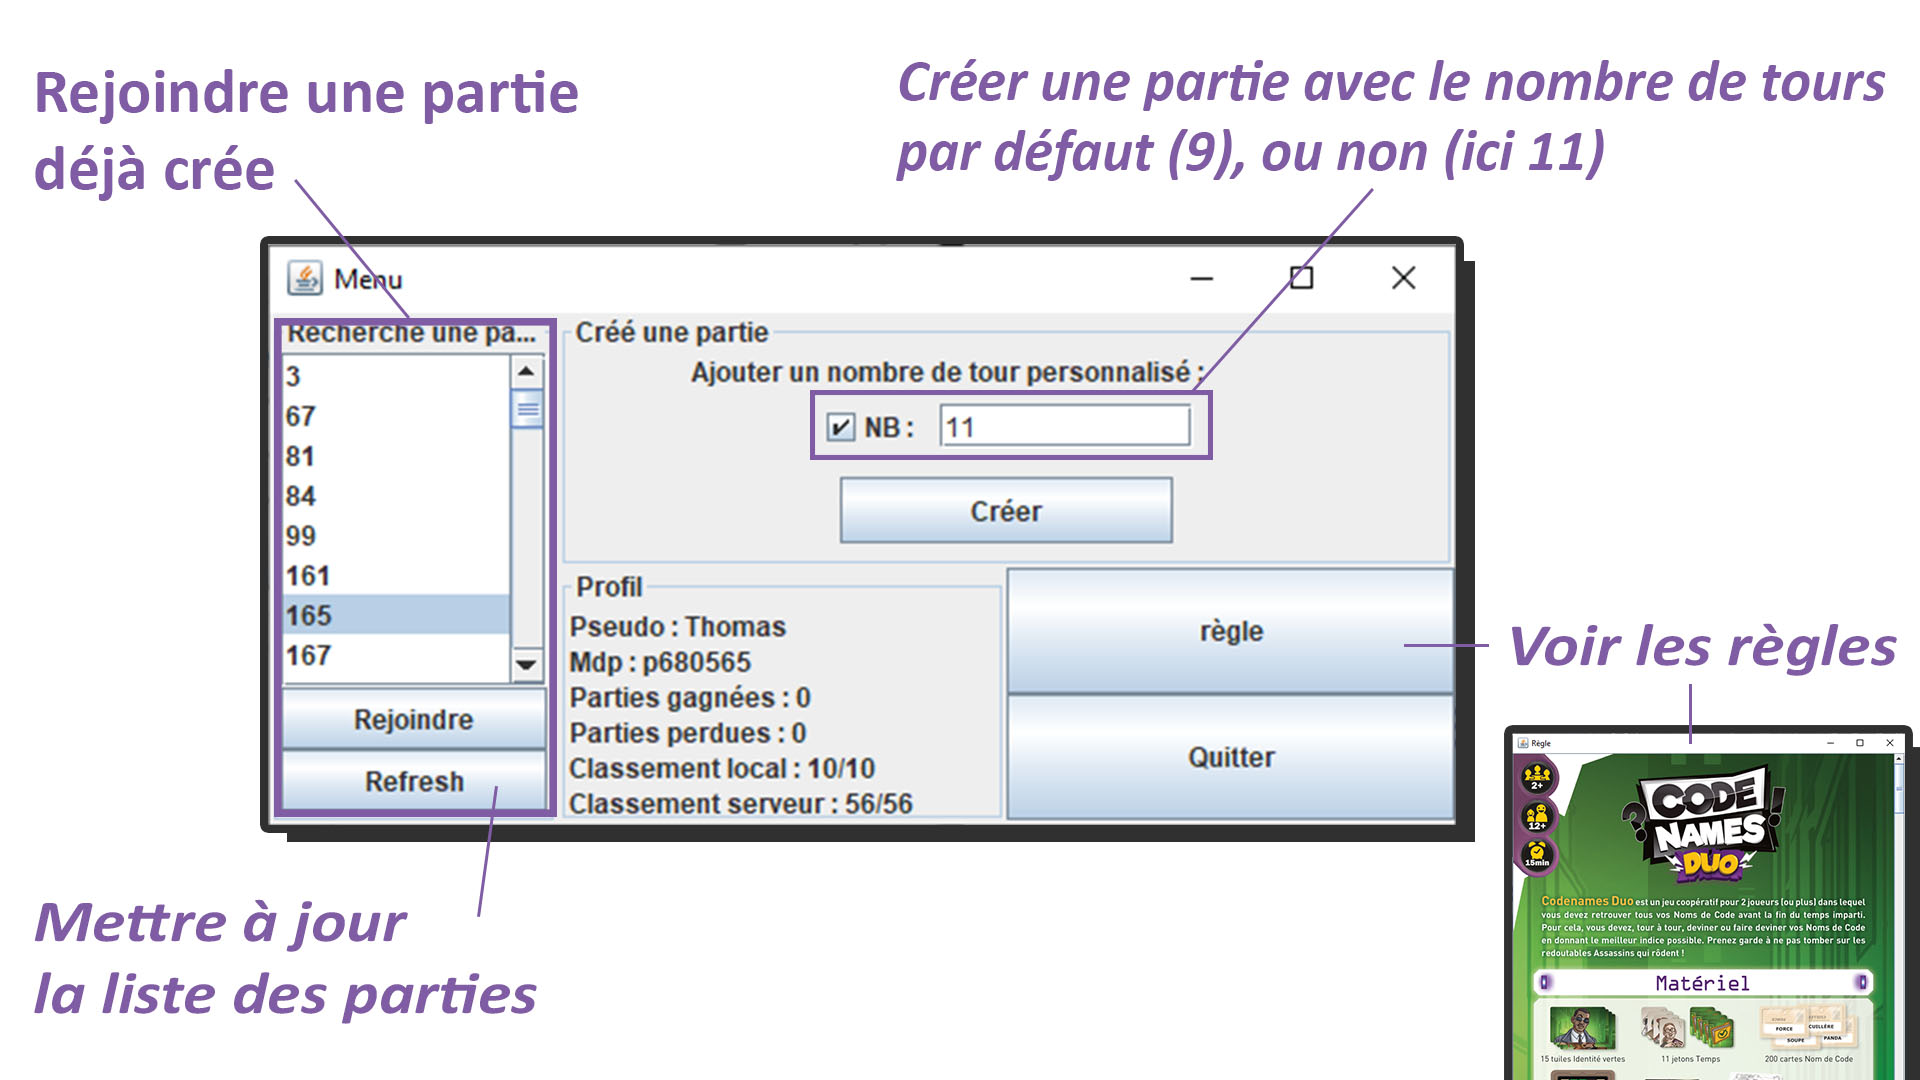 Rejoindre une partie
déjà crée
Créer une partie avec le nombre de tours
par défaut (9), ou non (ici 11)
Menu
Recherche une pa...
3
67
81
84
99
161
165
167
Rejoindre
Refresh
Créé une partie
Ajouter un nombre de tour personnalisé :
NB :
11
Créer
Profil
Pseudo : Thomas
Mdp : p680565
Parties gagnées : 0
Parties perdues : 0
Classement local : 10/10
Classement serveur : 56/56
règle
Quitter
Voir les règles
Mettre à jour
la liste des parties
Règle
2+
12+
15min
CODE
NAMES
DUO
Codenames Duo est un jeu coopératif pour 2 joueurs (ou plus) dans lequel
vous devez retrouver tous vos Noms de Code avant la fin du temps imparti.
Pour cela, vous devez, tour à tour, deviner ou faire deviner vos Noms de Code
en donnant le meilleur indice possible. Prenez garde à ne pas tomber sur les
redoutables Assassins qui rôdent !
Matériel
FORCE
CUILLÈRE
SOUPE
PANDA
15 tuiles Identité vertes
11 jetons Temps
200 cartes Nom de Code